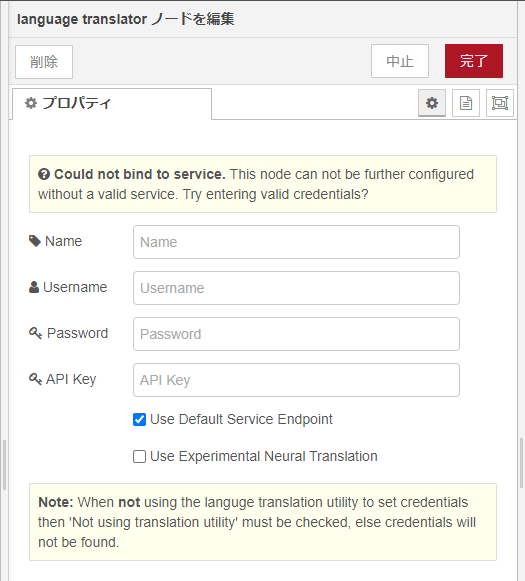 language translator ノードを編集
削除
中止
完了
プロパティ
Could not bind to service. This node can not be further configured
without a valid service. Try entering valid credentials?
Name
Name
Username
Username
Password
Password
API Key
API Key
Use Default Service Endpoint
Use Experimental Neural Translation
Note: When not using the languge translation utility to set credentials
then 'Not using translation utility' must be checked, else credentials will
not be found.